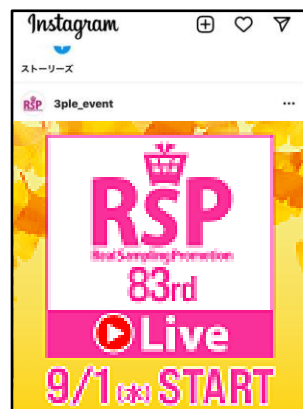 Instagram
ストーリーズ
RSP 3ple_event
RSP
Real Sampling Promotion
83rd
Live
9/1(水) START